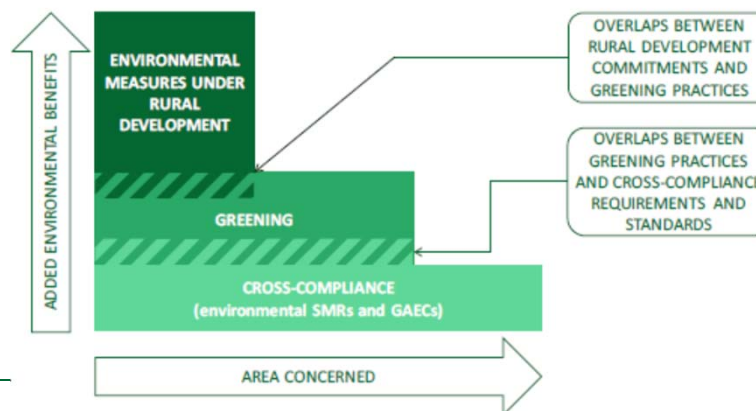 ADDED ENVIRONMENTAL BENEFITS
ENVIRONMENTAL
MEASURES UNDER
RURAL
DEVELOPMENT
GREENING
CROSS-COMPLIANCE
(environmental SMRs and GAECs)
AREA CONCERNED
OVERLAPS BETWEEN
RURAL DEVELOPMENT
COMMITMENTS AND
GREENING PRACTICES
OVERLAPS BETWEEN
GREENING PRACTICES
AND CROSS-COMPLIANCE
REQUIREMENTS AND
STANDARDS